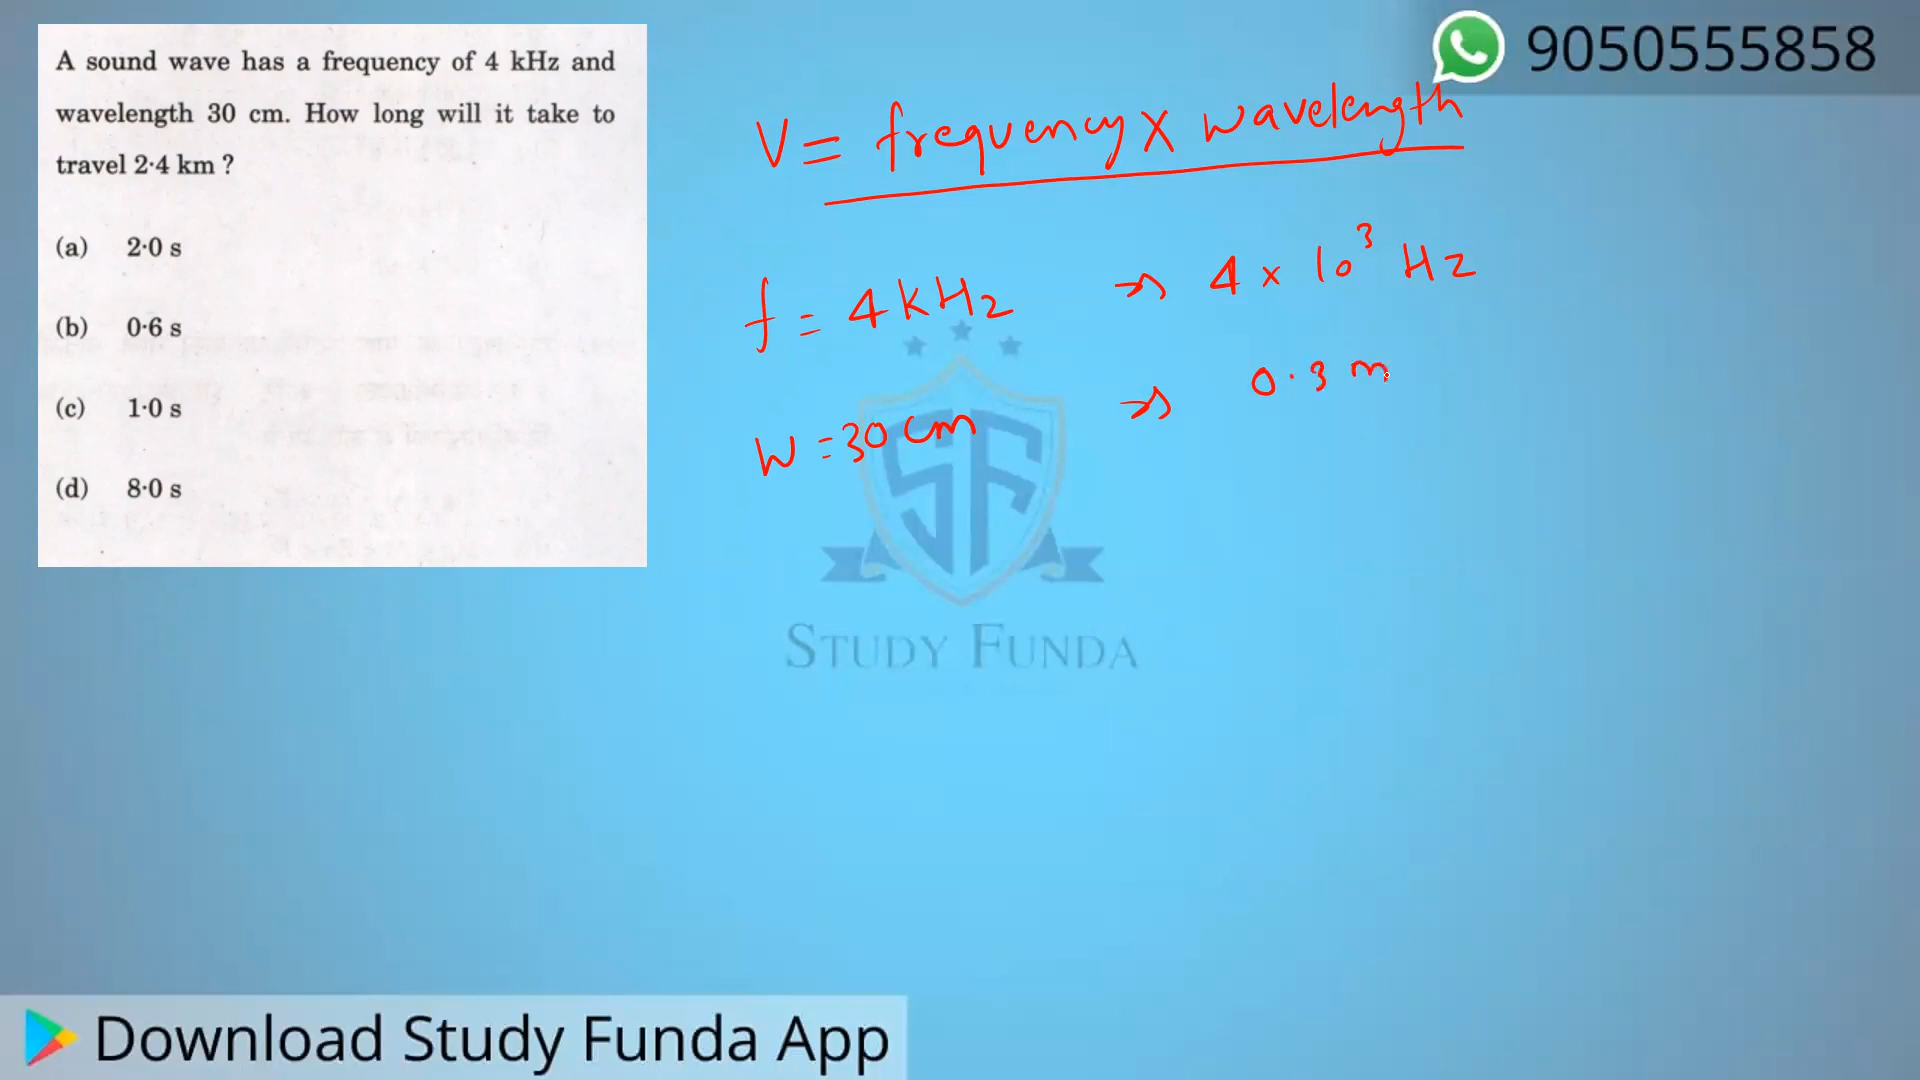 A sound wave has a frequency of 4 kHz and
wavelength 30 cm. How long will it take to
travel 2·4 km ?
(a) 2·0 s
(b) 0·6 s
(c) 1·0 s
(d) 8·0 s
9050555858
V = frequency X wavelength
f = 4kHz ⇒ 4 x 10³ Hz
W = 30 cm ⇒ 0.3 m
SF
STUDY FUNDA
Download Study Funda App